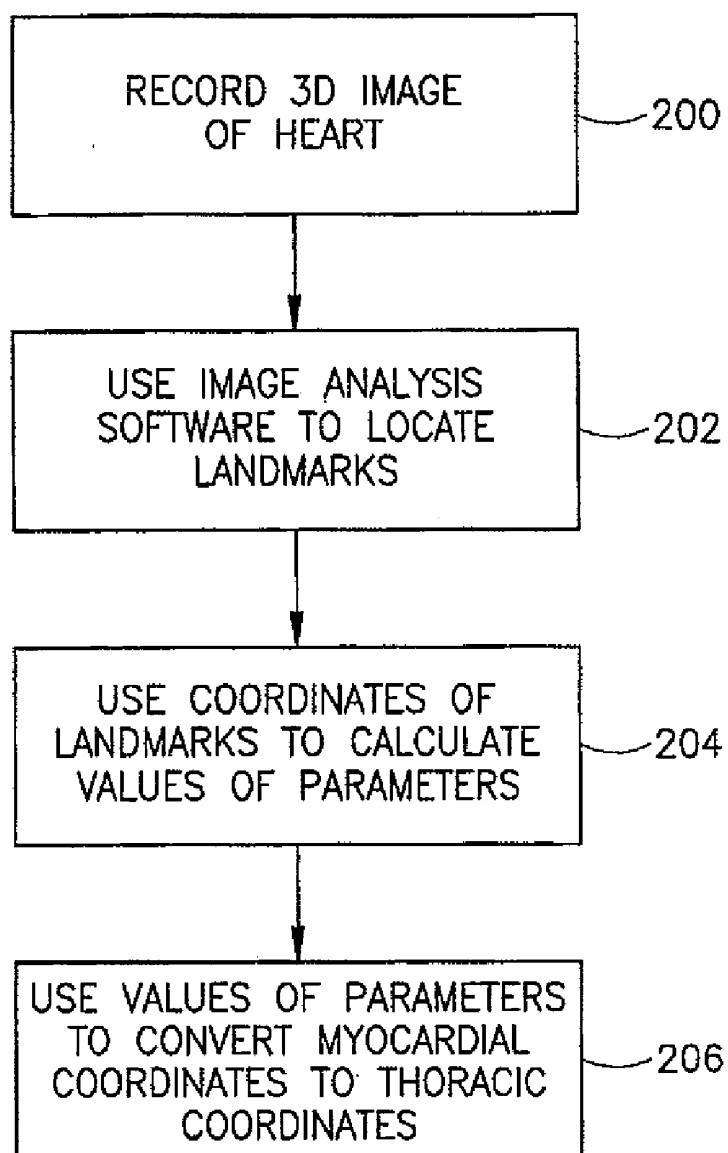 RECORD 3D IMAGE
OF HEART
200
USE IMAGE ANALYSIS
SOFTWARE TO LOCATE
LANDMARKS
202
USE COORDINATES OF
LANDMARKS TO CALCULATE
VALUES OF PARAMETERS
204
USE VALUES OF PARAMETERS
TO CONVERT MYOCARDIAL
COORDINATES TO THORACIC
COORDINATES
206